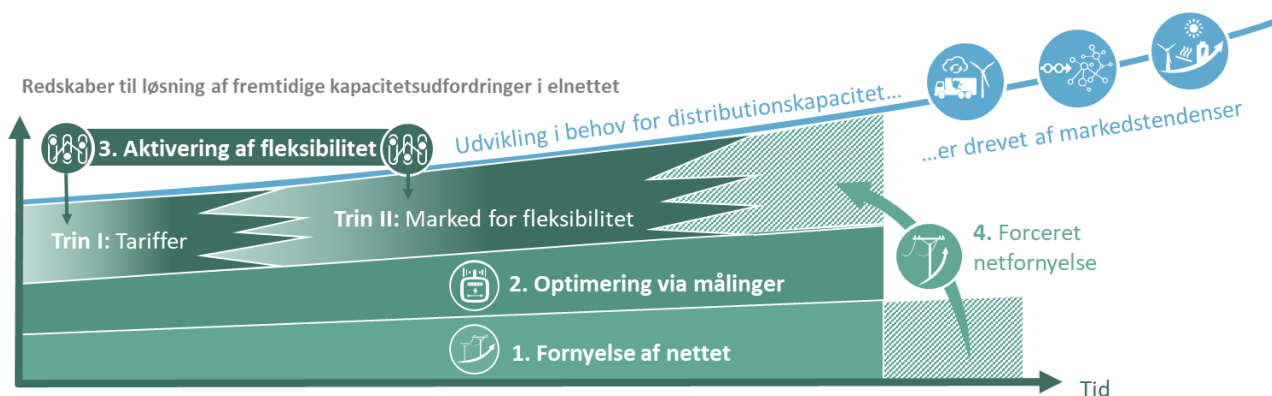 Redskaber til løsning af fremtidige kapacitetsudfordringer i elnettet
Udvikling i behov for distributionskapacitet...
...er drevet af markedstendenser
3. Aktivering af fleksibilitet
Trin I: Tariffer
Trin II: Marked for fleksibilitet
4. Forceret
netfornyelse
2. Optimering via målinger
1. Fornyelse af nettet
Tid